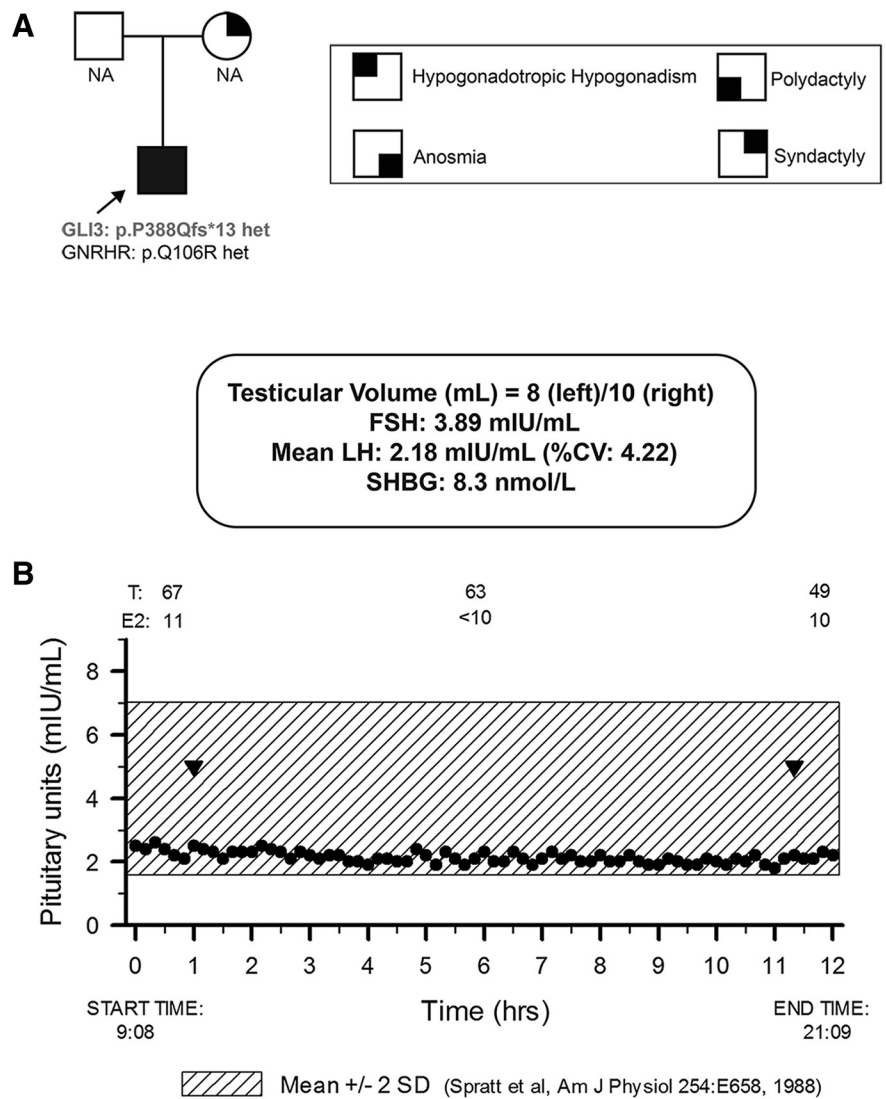 A
NA
NA
GLI3: p.P388Qfs*13 het
GNRHR: p.Q106R het
Hypogonadotropic Hypogonadism
Polydactyly
Anosmia
Syndactyly
Testicular Volume (mL) = 8 (left)/10 (right)
FSH: 3.89 mIU/mL
Mean LH: 2.18 mIU/mL (%CV: 4.22)
SHBG: 8.3 nmol/L
B
T: 67 63 49
E2: 11 <10 10
Pituitary units (mIU/mL)
8
6
4
2
0
0 1 2 3 4 5 6 7 8 9 10 11 12
Time (hrs)
START TIME:
9:08
END TIME:
21:09
Mean +/- 2 SD (Spratt et al, Am J Physiol 254:E658, 1988)